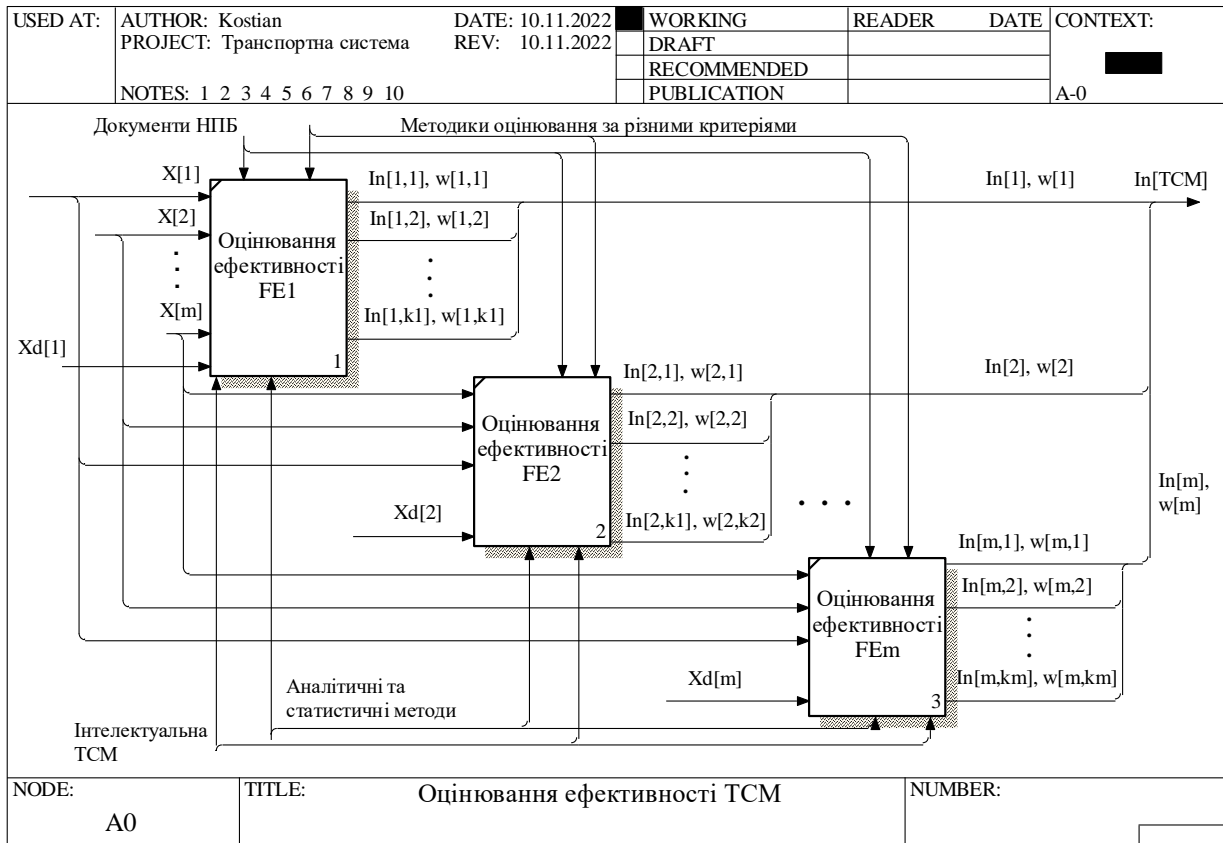 USED AT:
AUTHOR: Kostian
DATE: 10.11.2022
WORKING
READER
DATE
CONTEXT:
PROJECT: Транспортна система
REV: 10.11.2022
DRAFT
RECOMMENDED
NOTES: 1 2 3 4 5 6 7 8 9 10
PUBLICATION
A-0
Документи НПБ
Методики оцінювання за різними критеріями
X[1]
In[1,1], w[1,1]
In[1], w[1]
In[TCM]
X[2]
In[1,2], w[1,2]
Оцінювання
ефективності
FE1
X[m]
In[1,k1], w[1,k1]
Xd[1]
1
In[2,1], w[2,1]
In[2], w[2]
In[2,2], w[2,2]
Оцінювання
ефективності
FE2
In[m],
w[m]
Xd[2]
In[2,k1], w[2,k2]
2
In[m,1], w[m,1]
In[m,2], w[m,2]
Оцінювання
ефективності
FEm
Xd[m]
In[m,km], w[m,km]
3
Аналітичні та
статистичні методи
Інтелектуальна
ТСМ
NODE:
TITLE:
Оцінювання ефективності ТСМ
NUMBER:
A0